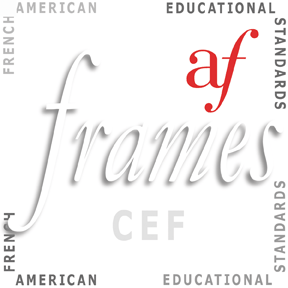 AMERICAN EDUCATIONAL
FRENCH
STANDARDS
af
frames
CEF
FRENCH
STANDARDS
AMERICAN EDUCATIONAL